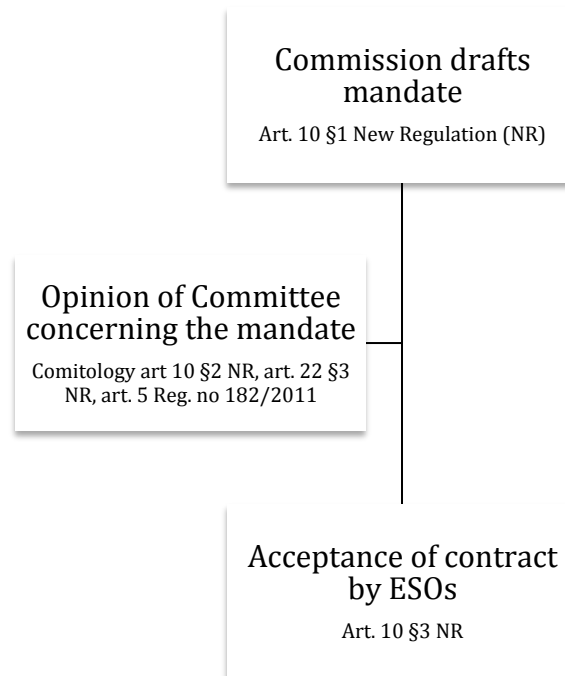 Commission drafts
mandate
Art. 10 §1 New Regulation (NR)
Opinion of Committee
concerning the mandate
Comitology art 10 §2 NR, art. 22 §3
NR, art. 5 Reg. no 182/2011
Acceptance of contract
by ESOs
Art. 10 §3 NR